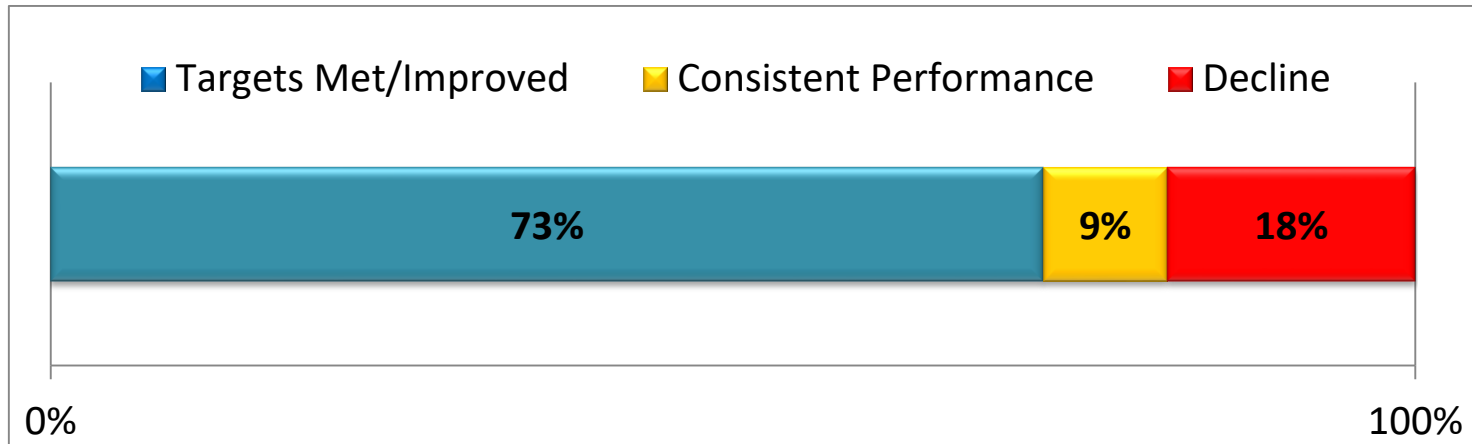 Targets Met/Improved Consistent Performance Decline
73% 9% 18%
0% 100%